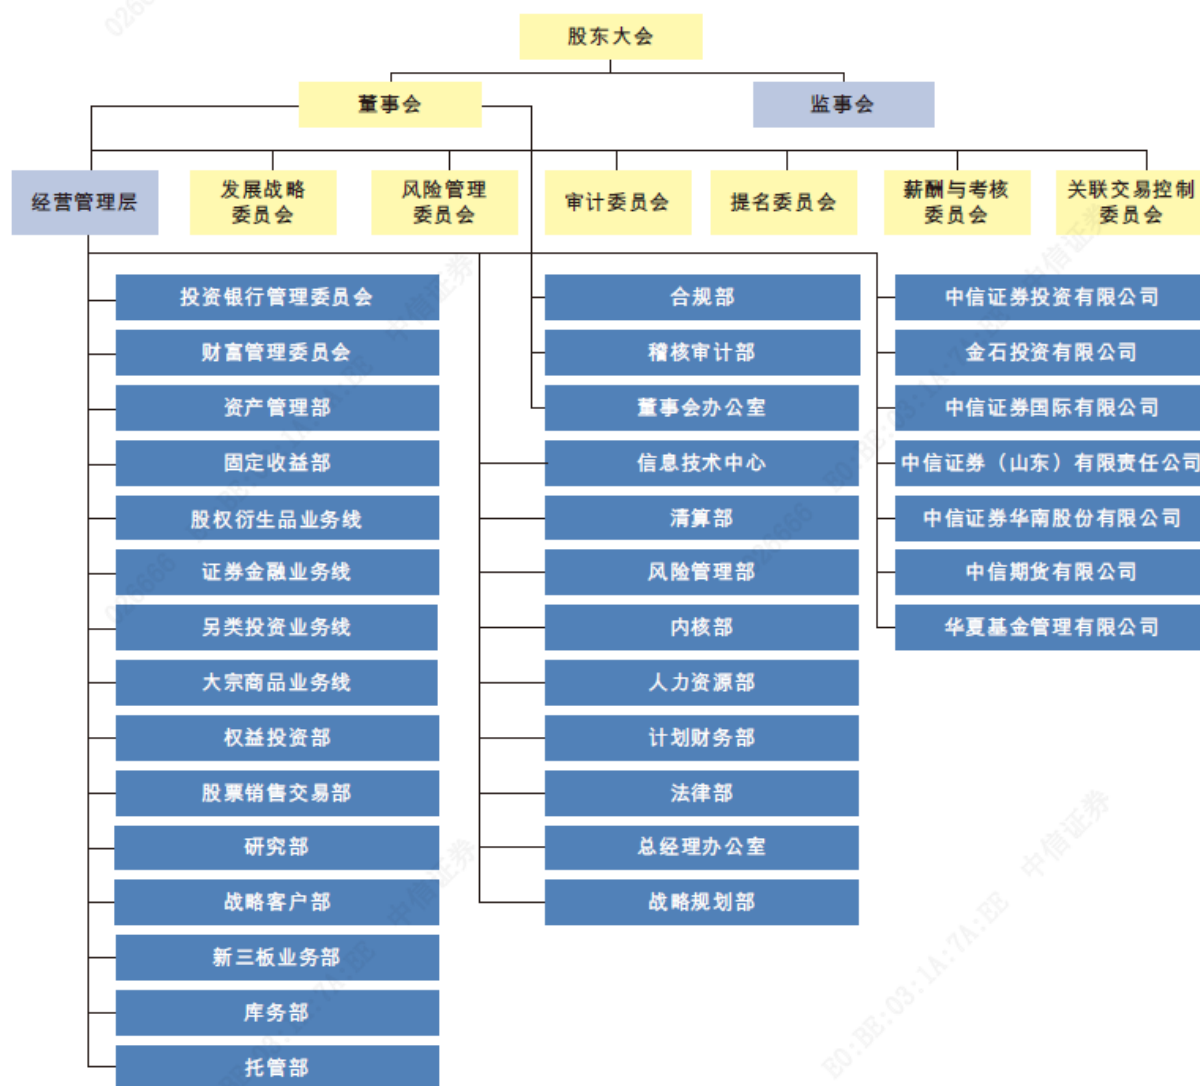 股东大会
董事会
监事会
经营管理层
发展战略
委员会
风险管理
委员会
审计委员会
提名委员会
薪酬与考核
委员会
关联交易控制
委员会
投资银行管理委员会
财富管理委员会
资产管理部
固定收益部
股权衍生品业务线
证券金融业务线
另类投资业务线
大宗商品业务线
权益投资部
股票销售交易部
研究部
战略客户部
新三板业务部
库务部
托管部
合规部
稽核审计部
董事会办公室
信息技术中心
清算部
风险管理部
内核部
人力资源部
计划财务部
法律部
总经理办公室
战略规划部
中信证券投资有限公司
金石投资有限公司
中信证券国际有限公司
中信证券（山东）有限责任公司
中信证券华南股份有限公司
中信期货有限公司
华夏基金管理有限公司
026666 B0:BE:03:1A:7A:BE 中信证券